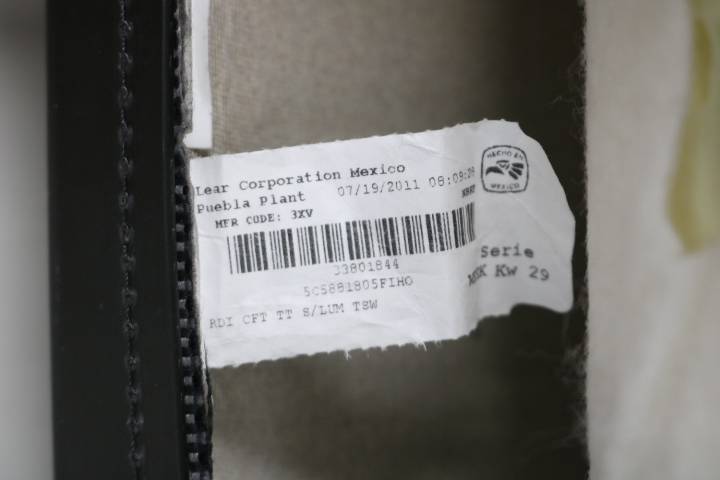 Lear Corporation Mexico
Puebla Plant 07/19/2011 08:09:28
MFR CODE: 3XV
33801844
5C5881805FIHO
RDI CFT TT S/LUM TSW
HECHO EN
MEXICO
Serie
KW 29